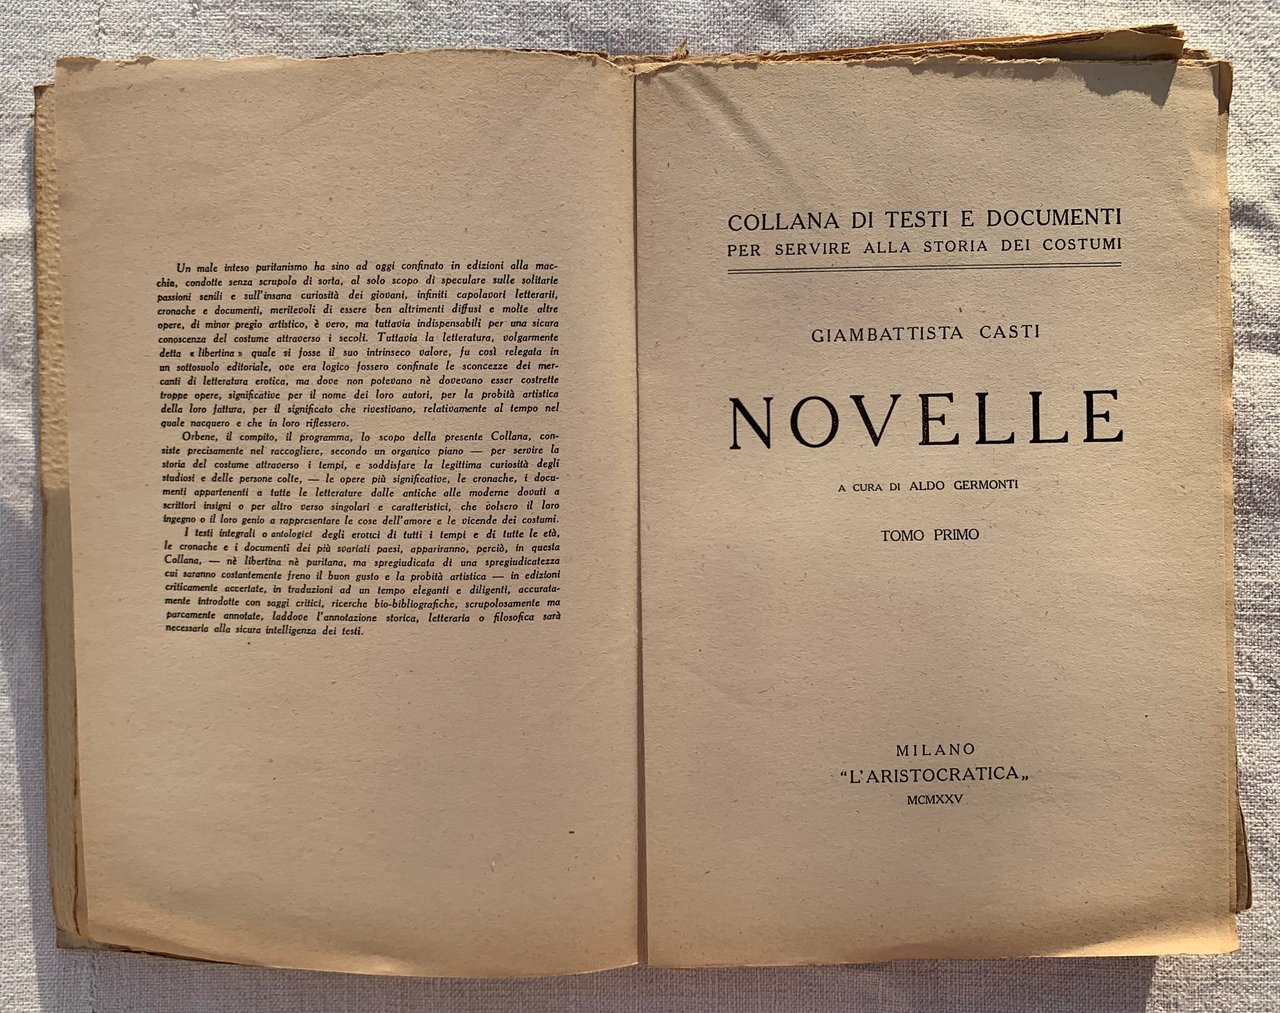 Un male inteso puritanismo ha sino ad oggi confinato in edizioni alla mac-
chia, condotte senza scrupolo di sorta, al solo scopo di speculare sulle solitarie
passioni senili e sull'insana curiosità dei giovani, infiniti capolavori letterarii,
cronache e documenti, meritevoli di essere ben altrimenti diffusi e molte altre
opere, di minor pregio artistico, è vero, ma tuttavia indispensabili per una sicura
conoscenza del costume attraverso i secoli. Tuttavia la letteratura, volgarmente
detta « libertina » quale si fosse il suo intrinseco valore, fu così relegata in
un sottosuolo editoriale, ove era logico fossero confinate le sconcezze dei mer-
canti di letteratura erotica, ma dove non potevano nè dovevano esser costrette
troppe opere, significative per il nome dei loro autori, per la probità artistica
della loro fattura, per il significato che rivestivano, relativamente al tempo nel
quale nacquero e che in loro riflessero.
Orbene, il compito, il programma, lo scopo della presente Collana, con-
siste precisamente nel raccogliere, secondo un organico piano — per servire la
storia del costume attraverso i tempi, e soddisfare la legittima curiosità degli
studiosi e delle persone colte, — le opere più significative, le cronache, i docu-
menti appartenenti a tutte le letterature dalle antiche alle moderne dovuti a
scrittori insigni o per altro verso singolari e caratteristici, che volsero il loro
ingegno o il loro genio a rappresentare le cose dell'amore e le vicende dei costumi.
I testi integrali o antologici degli erotici di tutti i tempi e di tutte le età,
le cronache e i documenti dei più svariati paesi, appariranno, perciò, in questa
Collana, — nè libertina nè puritana, ma spregiudicata di una spregiudicatezza
cui saranno costantemente freno il buon gusto e la probità artistica — in edizioni
criticamente accertate, in traduzioni ad un tempo eleganti e diligenti, accurata-
mente introdotte con saggi critici, ricerche bio-bibliografiche, scrupolosamente ma
parcamente annotate, laddove l'annotazione storica, letteraria o filosofica sarà
necessaria alla sicura intelligenza dei testi.
COLLANA DI TESTI E DOCUMENTI
PER SERVIRE ALLA STORIA DEI COSTUMI
GIAMBATTISTA CASTI
NOVELLE
A CURA DI ALDO GERMONTI
TOMO PRIMO
MILANO
“L'ARISTOCRATICA„
MCMXXV